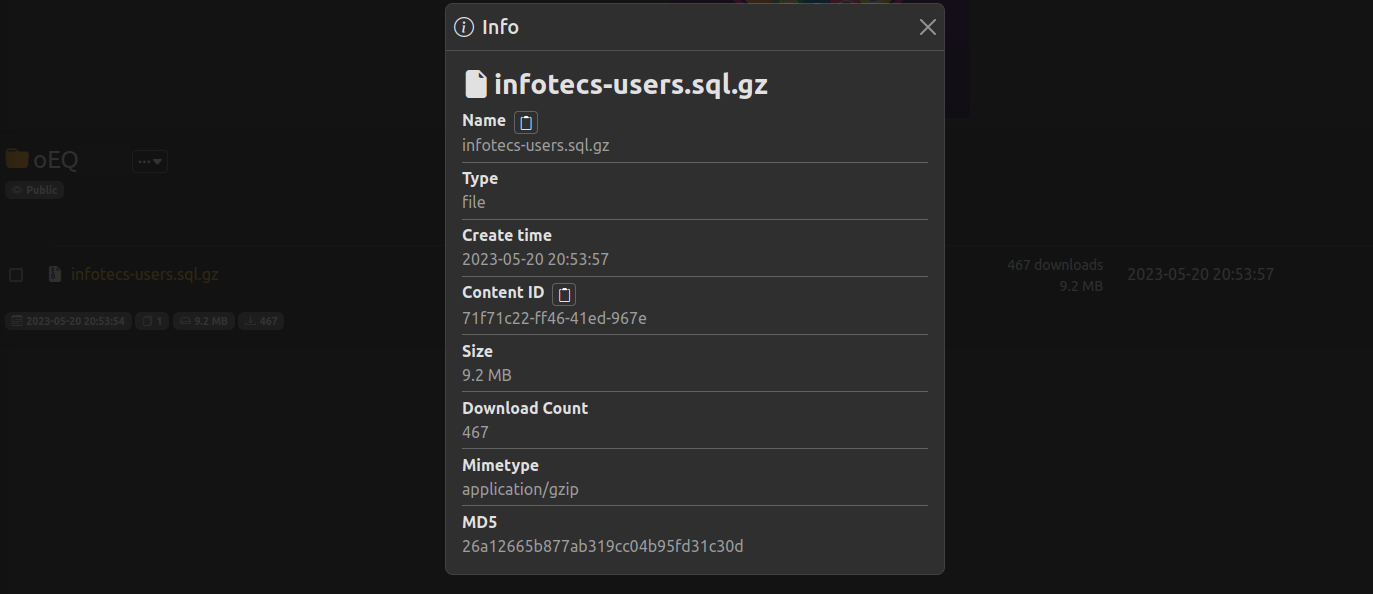 Info
infotecs-users.sql.gz
Name
infotecs-users.sql.gz
Type
file
Create time
2023-05-20 20:53:57
Content ID
71f71c22-ff46-41ed-967e
Size
9.2 MB
Download Count
467
Mimetype
application/gzip
MD5
26a12665b877ab319cc04b95fd31c30d
oEQ
Public
infotecs-users.sql.gz
467 downloads
9.2 MB
2023-05-20 20:53:57
2023-05-20 20:53:54 1 9.2 MB 467